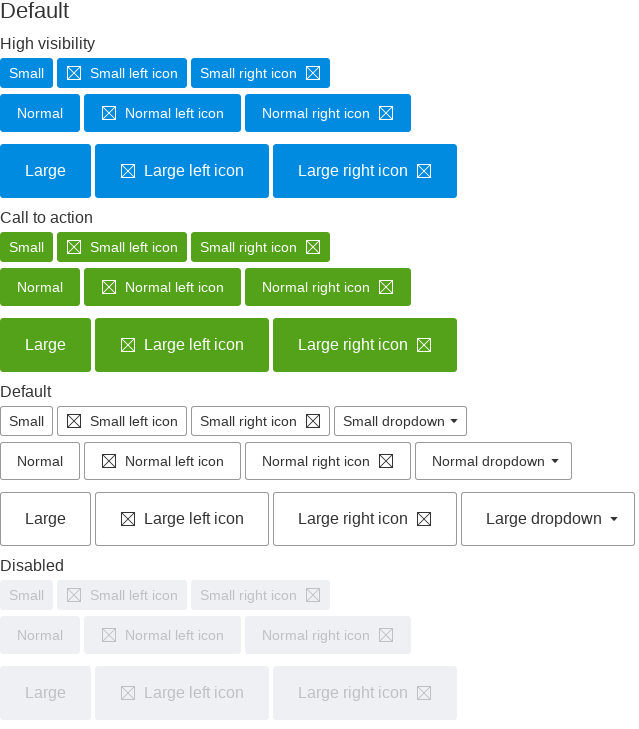 Default
High visibility
Small Small left icon Small right icon
Normal Normal left icon Normal right icon
Large Large left icon Large right icon
Call to action
Small Small left icon Small right icon
Normal Normal left icon Normal right icon
Large Large left icon Large right icon
Default
Small Small left icon Small right icon Small dropdown
Normal Normal left icon Normal right icon Normal dropdown
Large Large left icon Large right icon Large dropdown
Disabled
Small Small left icon Small right icon
Normal Normal left icon Normal right icon
Large Large left icon Large right icon